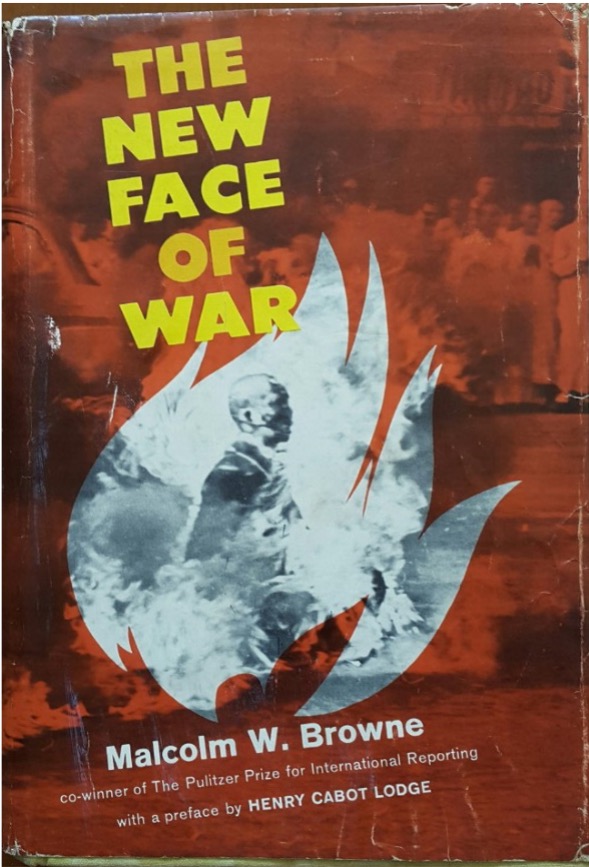 THE
NEW
FACE
OF
WAR
Malcolm W. Browne
co-winner of The Pulitzer Prize for International Reporting
with a preface by HENRY CABOT LODGE